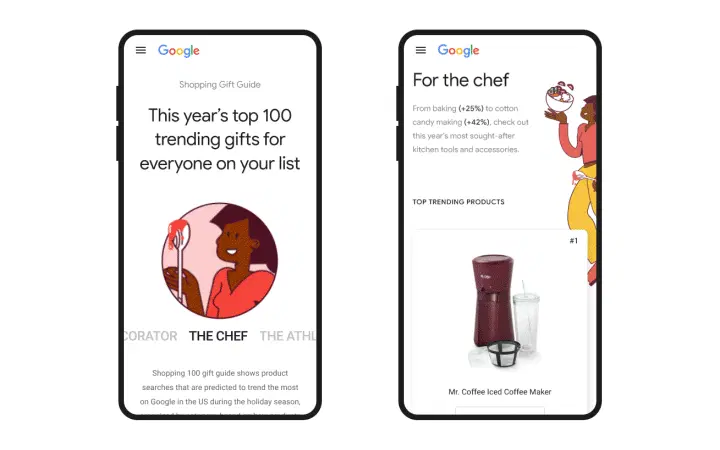 Google
Shopping Gift Guide
This year's top 100
trending gifts for
everyone on your list
CORATOR THE CHEF THE ATHL
Shopping 100 gift guide shows product
searches that are predicted to trend the most
on Google in the US during the holiday season,
Google
For the chef
From baking (+25%) to cotton
candy making (+42%), check out
this year's most sought-after
kitchen tools and accessories.
TOP TRENDING PRODUCTS
#1
Mr. Coffee Iced Coffee Maker